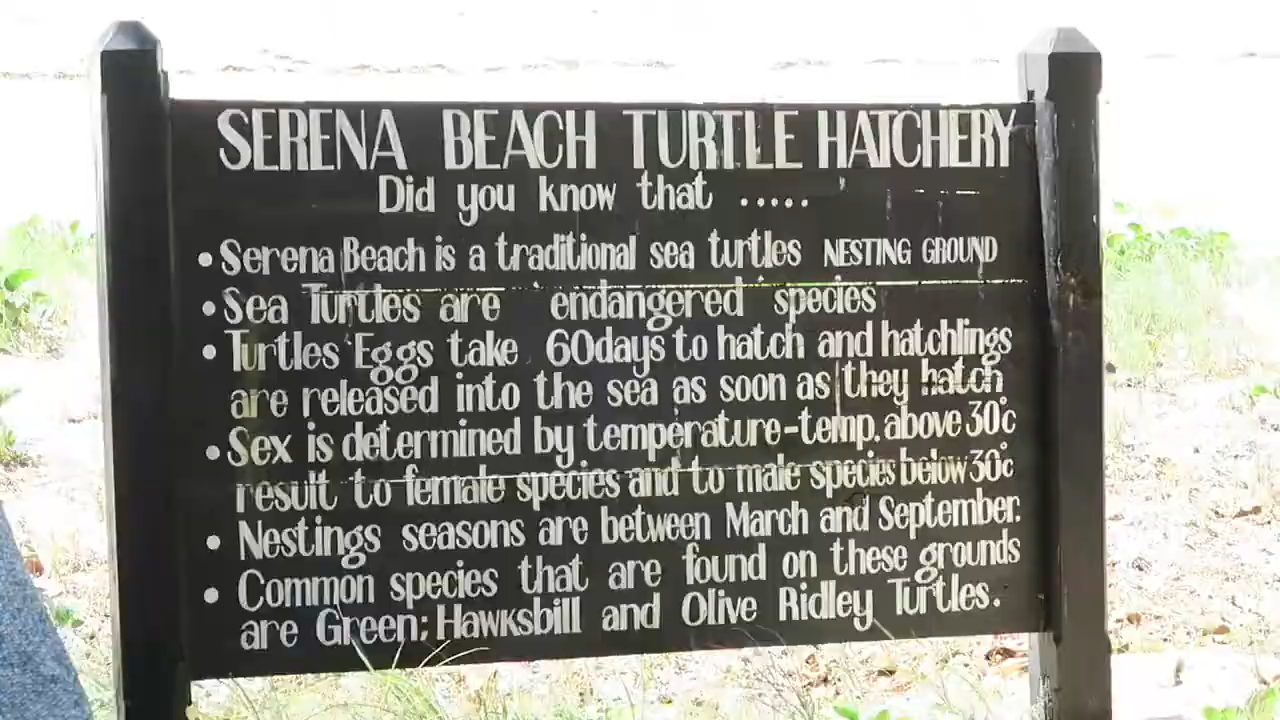 SERENA BEACH TURTLE HATCHERY
Did you know that .....
• Serena Beach is a traditional sea turtles NESTING GROUND
• Sea Turtles are endangered species
• Turtles Eggs take 60days to hatch and hatchlings
are released into the sea as soon as they hatch
• Sex is determined by temperature-temp. above 30°c
result to female species and to male species below 30°c
• Nestings seasons are between March and September.
• Common species that are found on these grounds
are Green; Hawksbill and Olive Ridley Turtles.